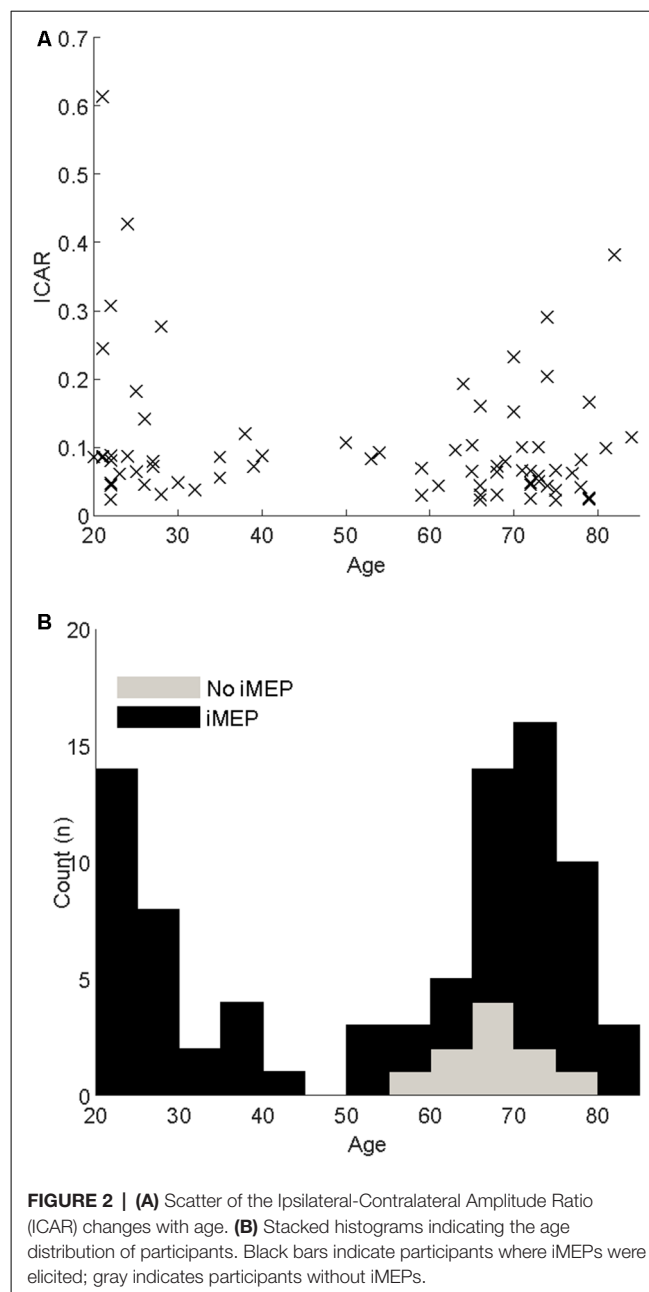 A
0.7
0.6
0.5
0.4
0.3
0.2
0.1
0
ICAR
20 30 40 50 60 70 80
Age
B
20
15
10
5
0
Count (n)
No iMEP
iMEP
20 30 40 50 60 70 80
Age
FIGURE 2 | (A) Scatter of the Ipsilateral-Contralateral Amplitude Ratio
(ICAR) changes with age. (B) Stacked histograms indicating the age
distribution of participants. Black bars indicate participants where iMEPs were
elicited; gray indicates participants without iMEPs.